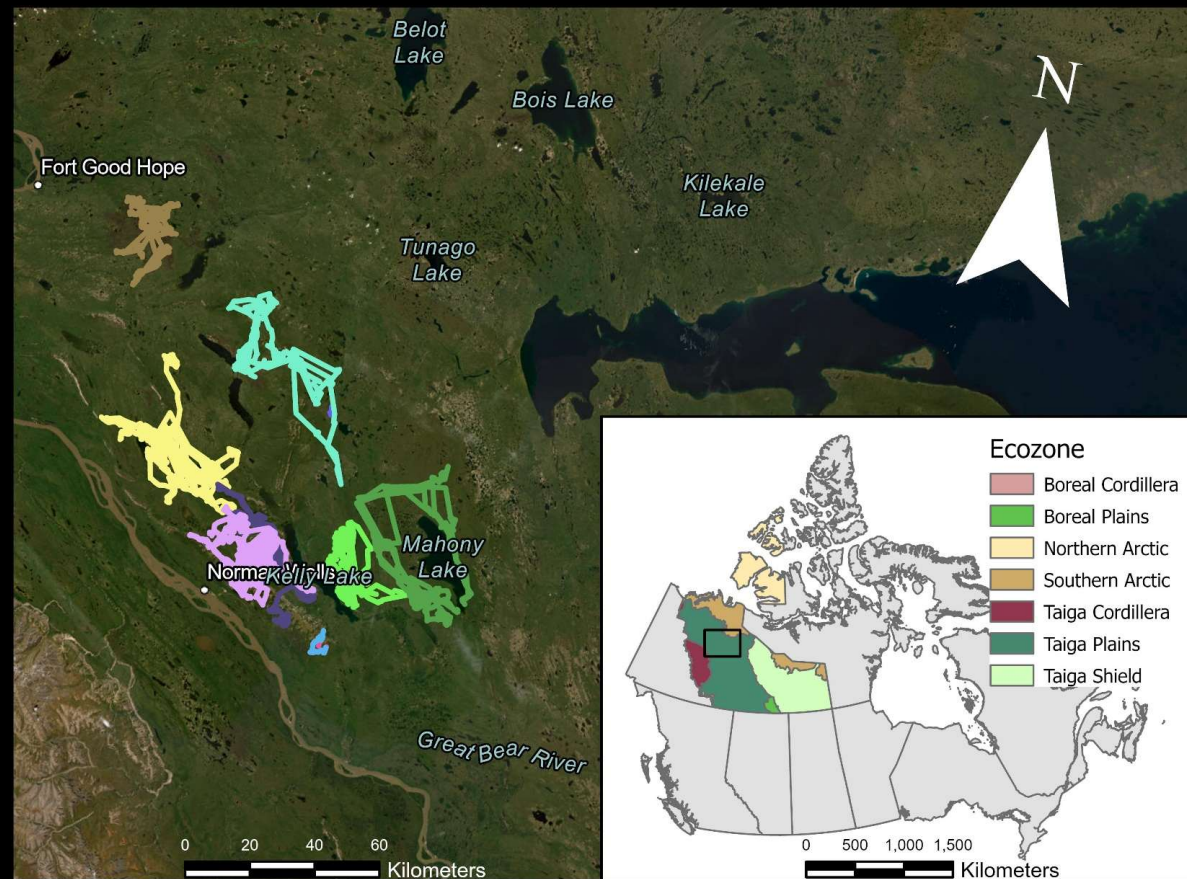 Belot
Lake
Bois Lake
N
Fort Good Hope
Kilekale
Lake
Tunago
Lake
Mahony
Lake
Kelly Lake
Great Bear River
0 20 40 60
Kilometers
Ecozone
Boreal Cordillera
Boreal Plains
Northern Arctic
Southern Arctic
Taiga Cordillera
Taiga Plains
Taiga Shield
0 500 1,000 1,500
Kilometers